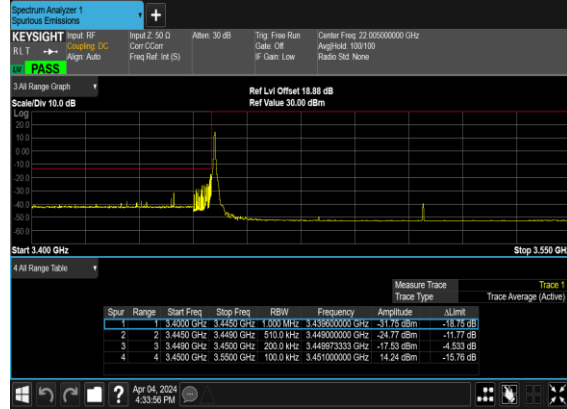 Spectrum Analyzer 1
Spurious Emissions
KEYSIGHT Input: RF Input Z: 50 Ω Atten: 30 dB Trig: Free Run Center Freq: 22.005000000 GHz
RLT Coupling: DC Corr CCorr Gate: Off Avg|Hold: 100/100
Align: Auto Freq Ref: Int (S) IF Gain: Low Radio Std: None
PASS
3 All Range Graph
Ref Lvl Offset 18.88 dB
Scale/Div 10.0 dB Ref Value 30.00 dBm
Log
20.0
10.0
0.00
-10.0
-20.0
-30.0
-40.0
-50.0
-60.0
Start 3.400 GHz Stop 3.550 GH
4 All Range Table
Measure Trace Trace 1
Trace Type Trace Average (Active)
Spur Range Start Freq Stop Freq RBW Frequency Amplitude ΔLimit
1 1 3.4000 GHz 3.4450 GHz 1.000 MHz 3.439600000 GHz -31.75 dBm -18.75 dB
2 2 3.4450 GHz 3.4490 GHz 510.0 kHz 3.449000000 GHz -24.77 dBm -11.77 dB
3 3 3.4490 GHz 3.4500 GHz 200.0 kHz 3.449973333 GHz -17.53 dBm -4.533 dB
4 4 3.4500 GHz 3.5500 GHz 100.0 kHz 3.451000000 GHz 14.24 dBm -15.76 dB
? Apr 04, 2024
4:33:56 PM